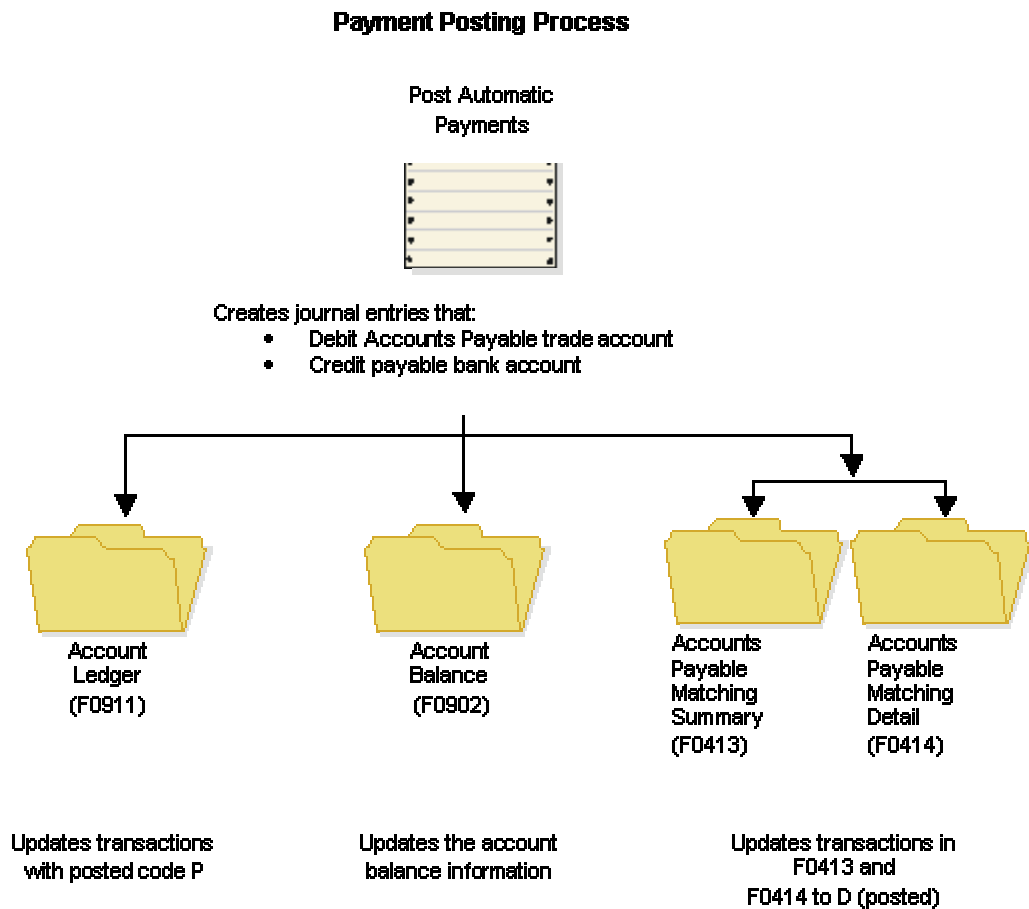 Payment Posting Process
Post Automatic
Payments
Creates journal entries that:
• Debit Accounts Payable trade account
• Credit payable bank account
Account
Ledger
(F0911)
Account
Balance
(F0902)
Accounts
Payable
Matching
Summary
(F0413)
Accounts
Payable
Matching
Detail
(F0414)
Updates transactions
with posted code P
Updates the account
balance information
Updates transactions in
F0413 and
F0414 to D (posted)